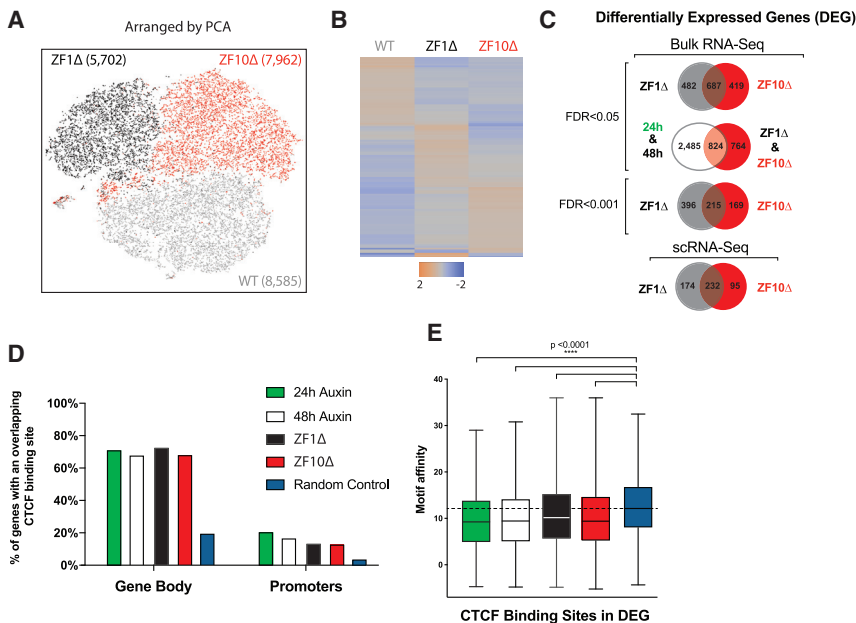 A
Arranged by PCA
ZF1Δ (5,702)
ZF10Δ (7,962)
WT (8,585)
B
WT
ZF1Δ
ZF10Δ
2
-2
C
Differentially Expressed Genes (DEG)
Bulk RNA-Seq
FDR<0.05
ZF1Δ
482
687
419
ZF10Δ
24h
&
48h
2,485
824
764
ZF1Δ
&
ZF10Δ
FDR<0.001
ZF1Δ
396
215
169
ZF10Δ
scRNA-Seq
ZF1Δ
174
232
95
ZF10Δ
D
% of genes with an overlapping
CTCF binding site
100%
80%
60%
40%
20%
0%
24h Auxin
48h Auxin
ZF1Δ
ZF10Δ
Random Control
Gene Body
Promoters
E
p <0.0001
****
Motif affinity
40
30
20
10
0
CTCF Binding Sites in DEG